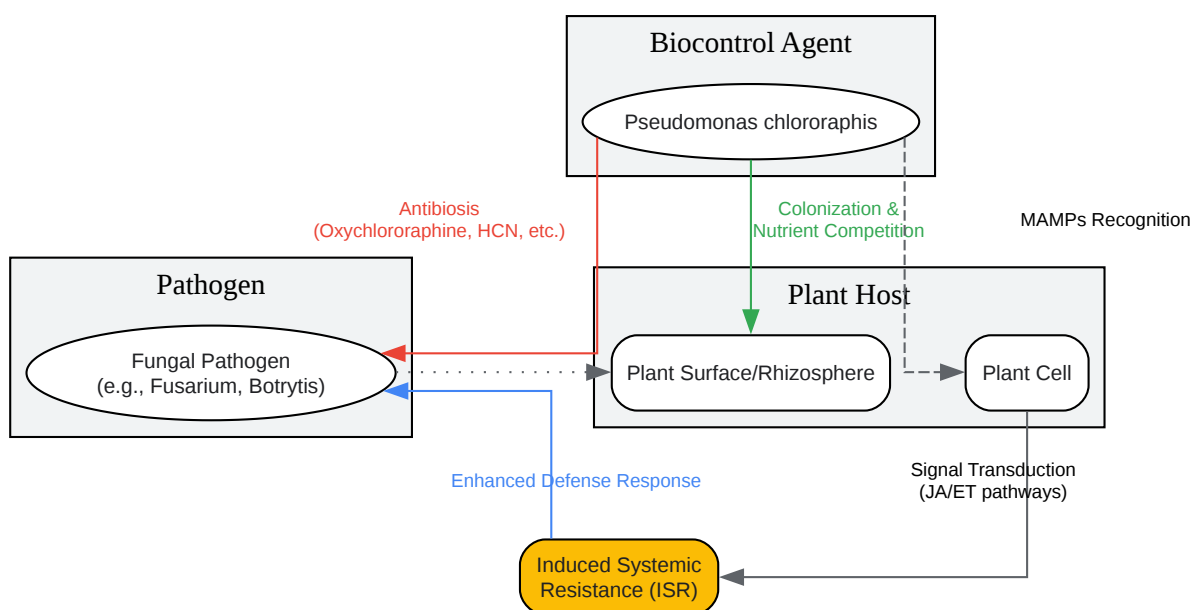 Biocontrol Agent
Pseudomonas chlororaphis
Antibiosis
(Oxychlororaphine, HCN, etc.)
Colonization &
Nutrient Competition
MAMPs Recognition
Pathogen
Fungal Pathogen
(e.g., Fusarium, Botrytis)
Plant Host
Plant Surface/Rhizosphere
Plant Cell
Enhanced Defense Response
Signal Transduction
(JA/ET pathways)
Induced Systemic
Resistance (ISR)